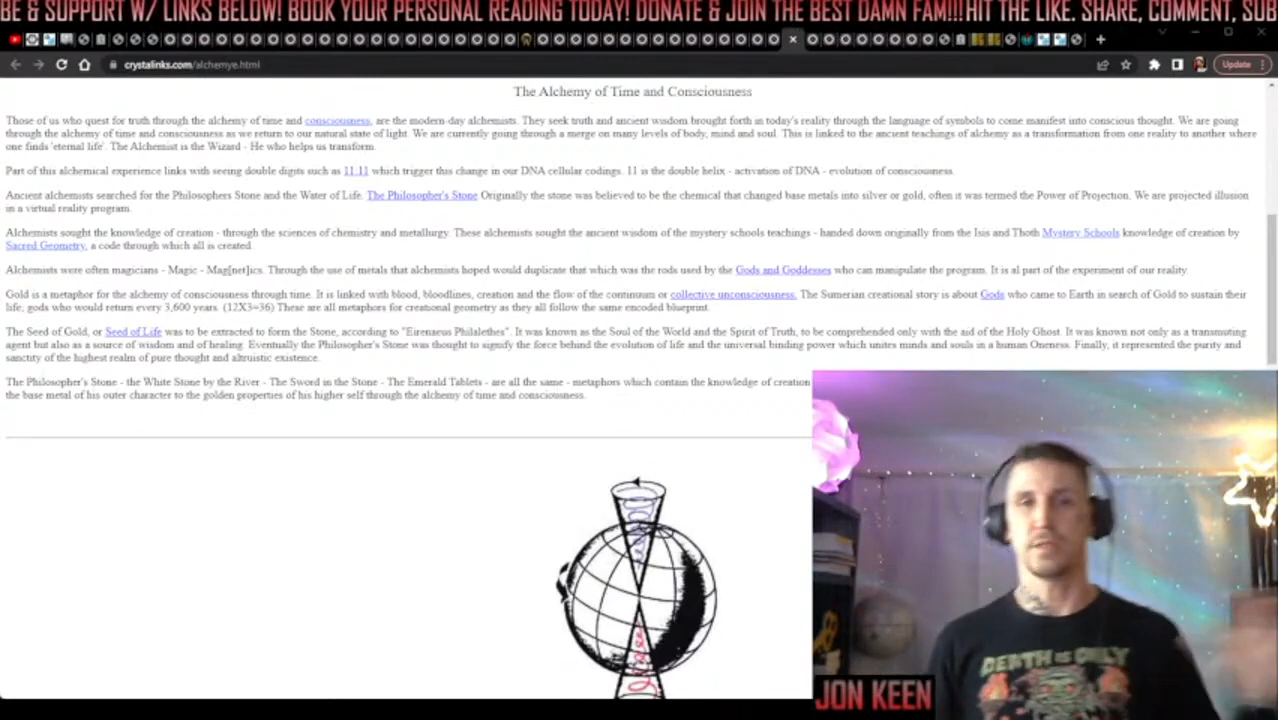 BE & SUPPORT W/ LINKS BELOW! BOOK YOUR PERSONAL READING TODAY! DONATE & JOIN THE BEST DAMN FAM!!! HIT THE LIKE. SHARE, COMMENT, SUB
crystalinks.com/alchemye.html
Update
The Alchemy of Time and Consciousness
Those of us who quest for truth through the alchemy of time and consciousness, are the modern-day alchemists. They seek truth and ancient wisdom brought forth in today's reality through the language of symbols to come manifest into conscious thought. We are going
through the alchemy of time and consciousness as we return to our natural state of light. We are currently going through a merge on many levels of body, mind and soul. This is linked to the ancient teachings of alchemy as a transformation from one reality to another where
one finds 'eternal life'. The Alchemist is the Wizard - He who helps us transform.
Part of this alchemical experience links with seeing double digits such as 11:11 which trigger this change in our DNA cellular codings. 11 is the double helix - activation of DNA - evolution of consciousness.
Ancient alchemists searched for the Philosophers Stone and the Water of Life. The Philosopher's Stone Originally the stone was believed to be the chemical that changed base metals into silver or gold, often it was termed the Power of Projection. We are projected illusion
in a virtual reality program.
Alchemists sought the knowledge of creation - through the sciences of chemistry and metallurgy. These alchemists sought the ancient wisdom of the mystery schools teachings - handed down originally from the Isis and Thoth Mystery Schools knowledge of creation by
Sacred Geometry, a code through which all is created.
Alchemists were often magicians - Magic - Mag[net]ics. Through the use of metals that alchemists hoped would duplicate that which was the rods used by the Gods and Goddesses who can manipulate the program. It is al part of the experiment of our reality.
Gold is a metaphor for the alchemy of consciousness through time. It is linked with blood, bloodlines, creation and the flow of the continuum or collective unconsciousness. The Sumerian creational story is about Gods who came to Earth in search of Gold to sustain their
life, gods who would return every 3,600 years. (12X3=36) These are all metaphors for creational geometry as they all follow the same encoded blueprint.
The Seed of Gold, or Seed of Life was to be extracted to form the Stone, according to "Eirenaeus Philalethes". It was known as the Soul of the World and the Spirit of Truth, to be comprehended only with the aid of the Holy Ghost. It was known not only as a transmuting
agent but also as a source of wisdom and of healing. Eventually the Philosopher's Stone was thought to signify the force behind the evolution of life and the universal binding power which unites minds and souls in a human Oneness. Finally, it represented the purity and
sanctity of the highest realm of pure thought and altruistic existence.
The Philosopher's Stone - the White Stone by the River - The Sword in the Stone - The Emerald Tablets - are all the same - metaphors which contain the knowledge of creation
the base metal of his outer character to the golden properties of his higher self through the alchemy of time and consciousness.
DEATH IS ONLY
JON KEEN